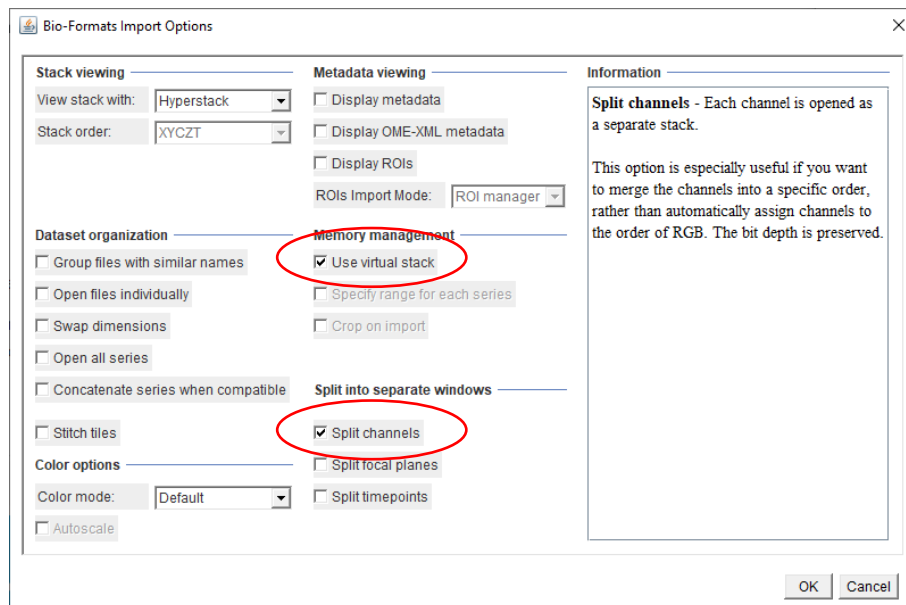 Bio-Formats Import Options
Stack viewing
View stack with: Hyperstack
Stack order: XYCZT
Metadata viewing
Display metadata
Display OME-XML metadata
Display ROIs
ROIs Import Mode: ROI manager
Information
Split channels - Each channel is opened as
a separate stack.
This option is especially useful if you want
to merge the channels into a specific order,
rather than automatically assign channels to
the order of RGB. The bit depth is preserved.
Dataset organization
Group files with similar names
Open files individually
Swap dimensions
Open all series
Concatenate series when compatible
Stitch tiles
Memory management
Use virtual stack
Specify range for each series
Crop on import
Split into separate windows
Split channels
Split focal planes
Split timepoints
Color options
Color mode: Default
Autoscale
OK
Cancel